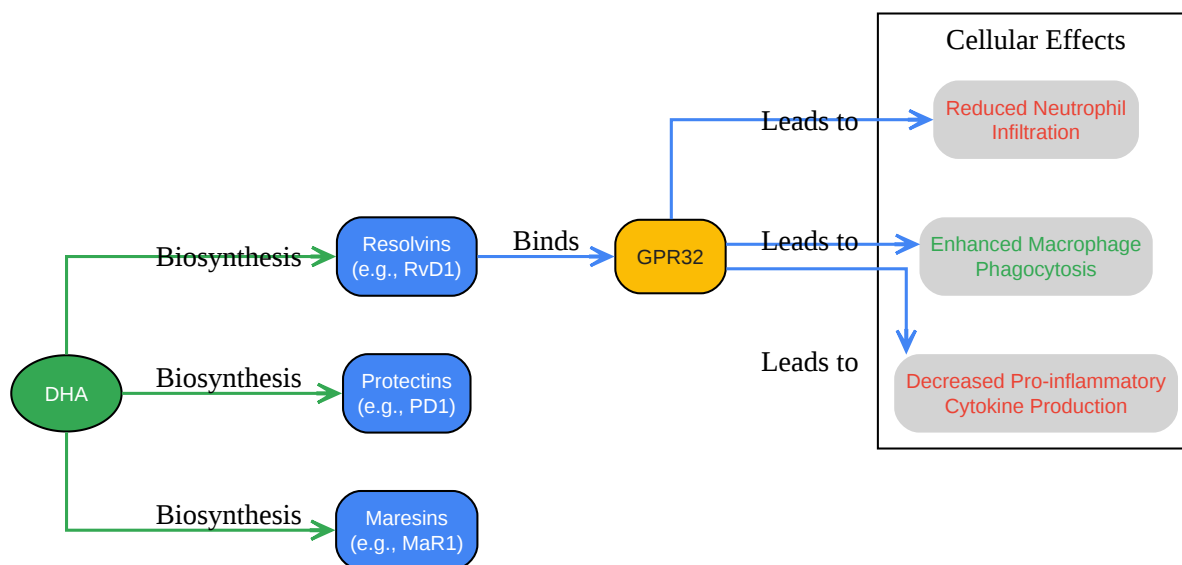 Cellular Effects
Reduced Neutrophil
Infiltration
Leads to
Biosynthesis
Resolvins
(e.g., RvD1)
Binds
GPR32
Leads to
Enhanced Macrophage
Phagocytosis
Leads to
DHA
Biosynthesis
Protectins
(e.g., PD1)
Decreased Pro-inflammatory
Cytokine Production
Biosynthesis
Maresins
(e.g., MaR1)